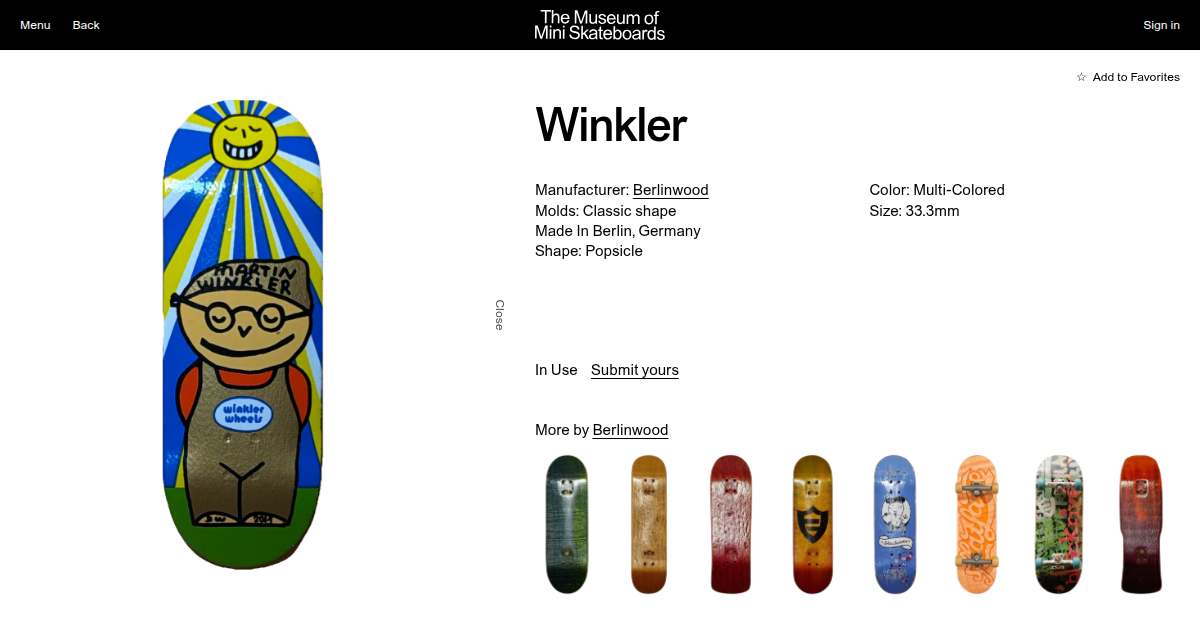 Menu
Back
The Museum of
Mini Skateboards
Sign in
☆ Add to Favorites
Winkler
Manufacturer: Berlinwood
Molds: Classic shape
Made In Berlin, Germany
Shape: Popsicle
Color: Multi-Colored
Size: 33.3mm
MARTIN
WINKLER
winkler
wheels
Close
In Use Submit yours
More by Berlinwood